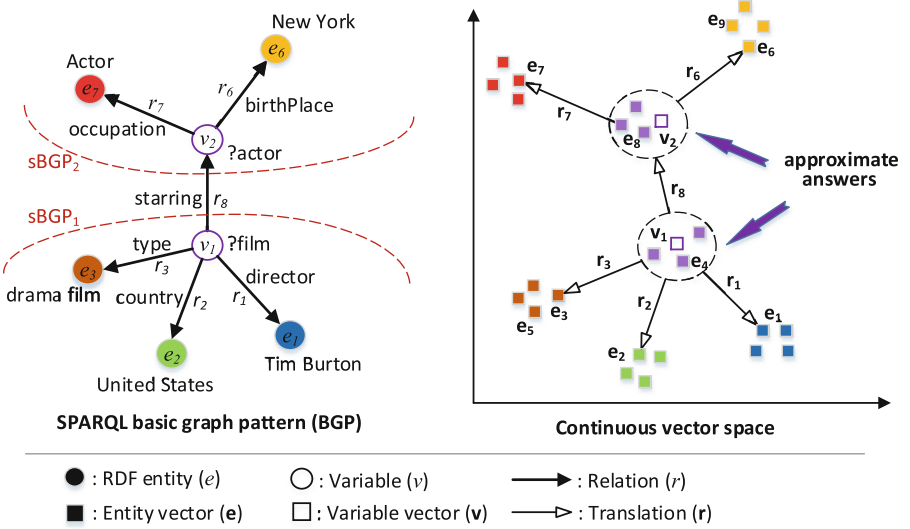 New York
e6
Actor
e7
r7
r6
birthPlace
occupation
v2
?actor
sBGP2
starring
r8
sBGP1
v1
?film
type
r3
director
e3
drama film
country
r2
r1
e2
e1
Tim Burton
United States
SPARQL basic graph pattern (BGP)
e9
e6
e7
r6
r7
e8
v2
approximate
answers
r8
v1
e4
r3
r2
r1
e5
e3
e1
e2
Continuous vector space
: RDF entity (e)
: Variable (v)
: Relation (r)
: Entity vector (e)
: Variable vector (v)
: Translation (r)